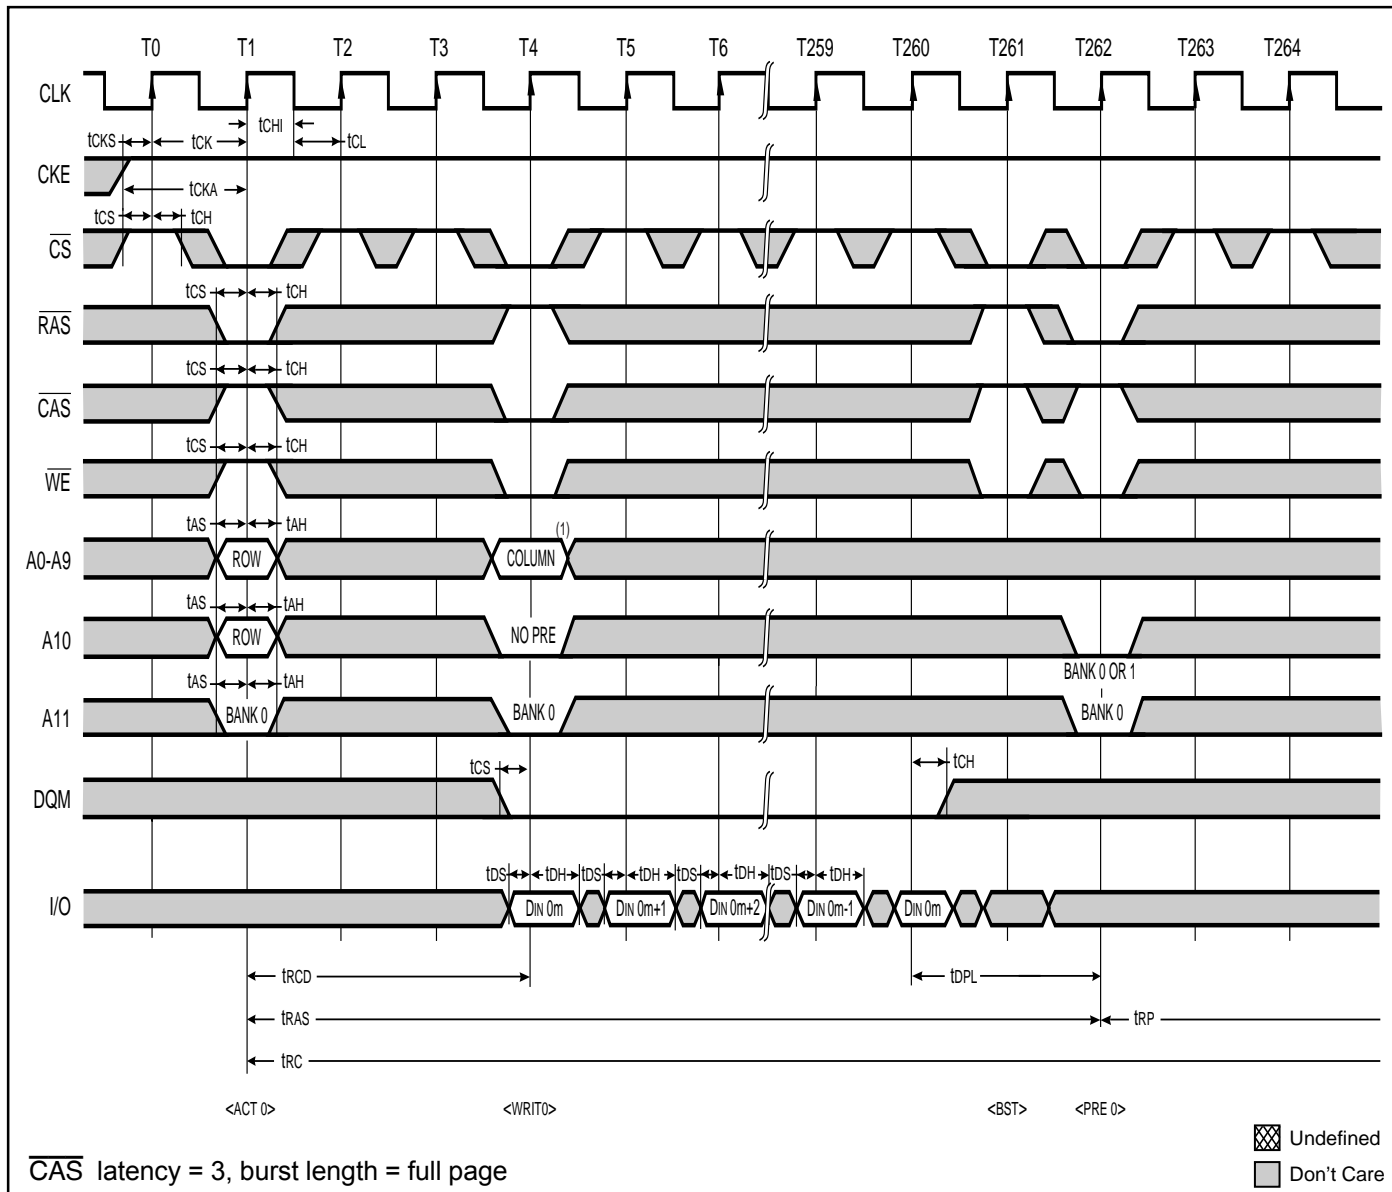 T0 T1 T2 T3 T4 T5 T6 T259 T260 T261 T262 T263 T264
CLK
tCHI
tCKS tCK tCL
CKE
tCKA
tCS tCH
CS
tCS tCH
RAS
tCS tCH
CAS
tCS tCH
WE
tAS tAH (1)
A0-A9 ROW COLUMN
tAS tAH
A10 ROW NO PRE
BANK 0 OR 1
tAS tAH
A11 BANK 0 BANK 0 BANK 0
tCS tCH
DQM
tDS tDH tDS tDH tDS tDH tDS tDH
I/O DIN 0m DIN 0m+1 DIN 0m+2 DIN 0m-1 DIN 0m
tRCD tDPL
tRAS tRP
tRC
<ACT 0> <WRIT0> <BST> <PRE 0>
Undefined
CAS latency = 3, burst length = full page
Don't Care